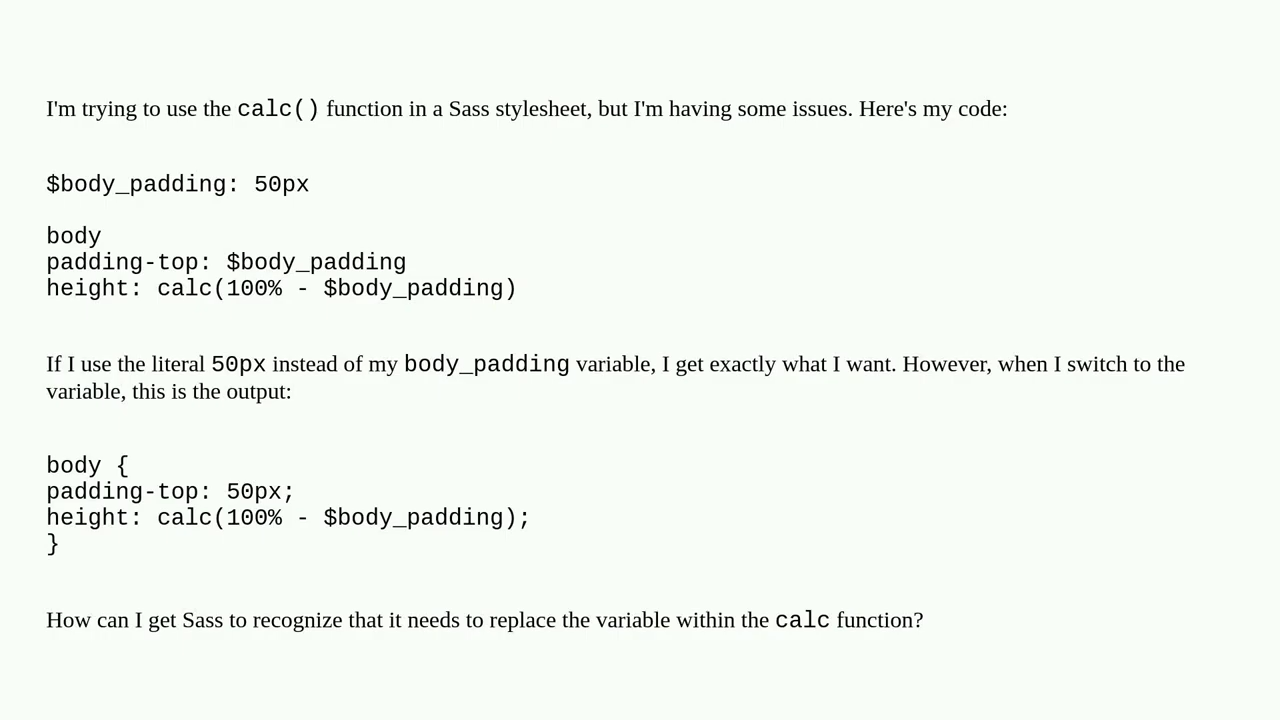 I'm trying to use the calc() function in a Sass stylesheet, but I'm having some issues. Here's my code:
$body_padding: 50px
body
padding-top: $body_padding
height: calc(100% - $body_padding)
If I use the literal 50px instead of my body_padding variable, I get exactly what I want. However, when I switch to the
variable, this is the output:
body {
padding-top: 50px;
height: calc(100% - $body_padding);
}
How can I get Sass to recognize that it needs to replace the variable within the calc function?